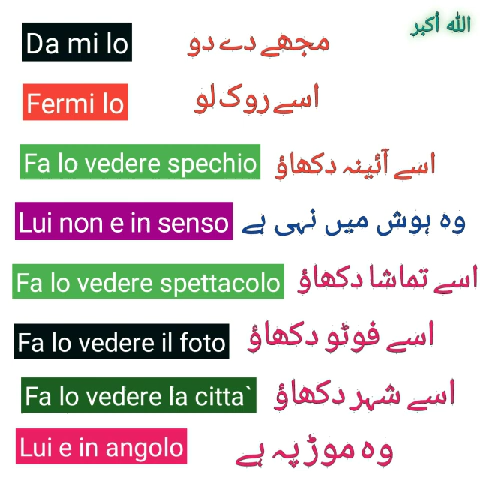 الله أكبر
Da mi lo مجھے دے دو
Fermi lo اسے روک لو
Fa lo vedere spechio اسے آئینہ دکھاؤ
Lui non e in senso وہ ہوش میں نہی ہے
Fa lo vedere spettacolo اسے تماشا دکھاؤ
Fa lo vedere il foto اسے فوٹو دکھاؤ
Fa lo vedere la citta` اسے شہر دکھاؤ
Lui e in angolo وہ موڑ پہ ہے